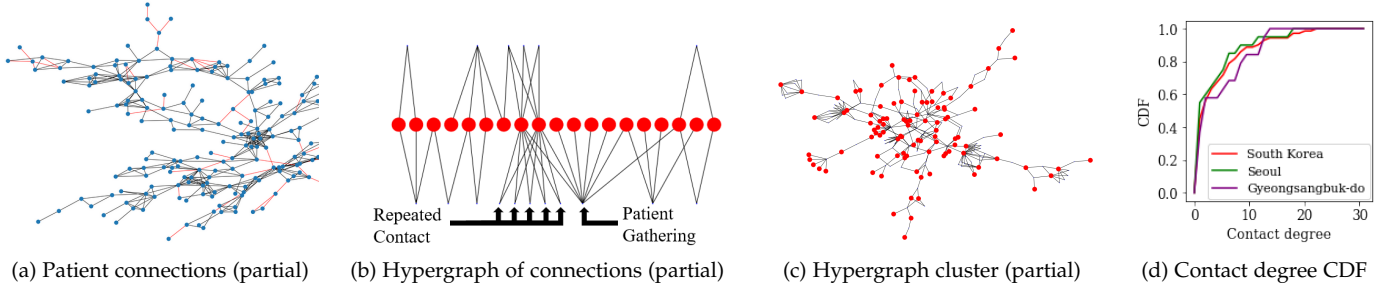 Repeated
Contact
Patient
Gathering
CDF
1.0
0.8
0.6
0.4
0.2
0.0
South Korea
Seoul
Gyeongsangbuk-do
0 10 20 30
Contact degree
(a) Patient connections (partial)
(b) Hypergraph of connections (partial)
(c) Hypergraph cluster (partial)
(d) Contact degree CDF